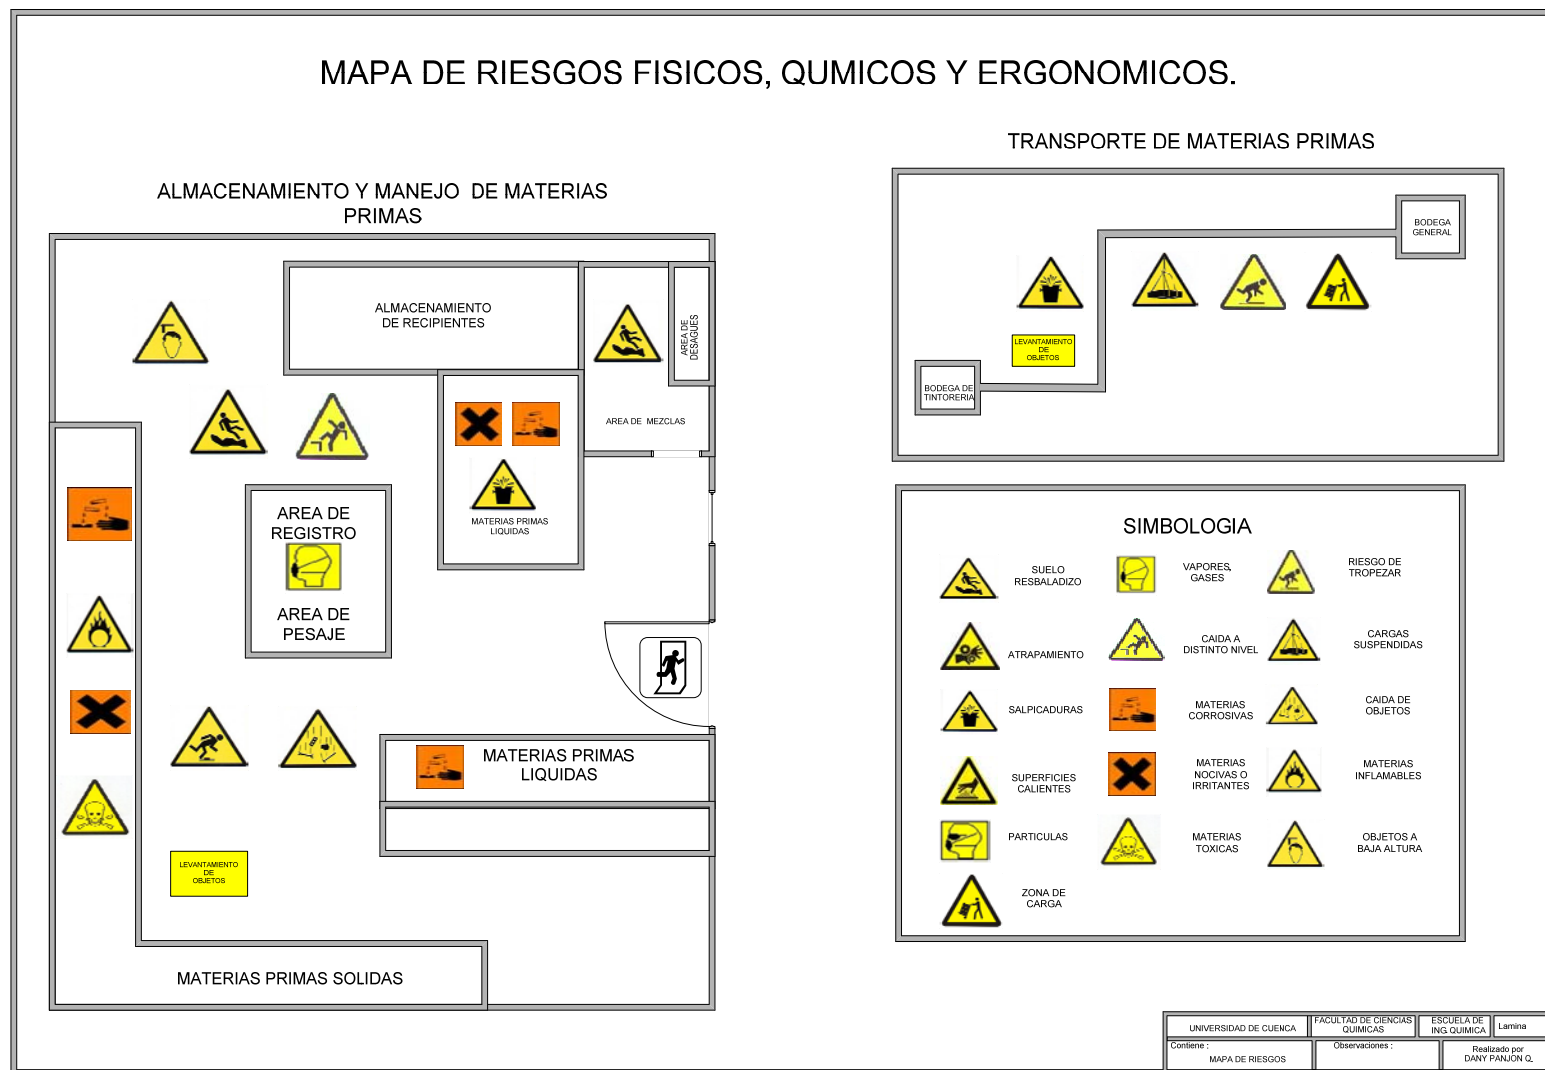 MAPA DE RIESGOS FISICOS, QUMICOS Y ERGONOMICOS.
ALMACENAMIENTO Y MANEJO DE MATERIAS
PRIMAS
ALMACENAMIENTO
DE RECIPIENTES
AREA DE
DESAGUES
AREA DE MEZCLAS
MATERIAS PRIMAS
LIQUIDAS
AREA DE
REGISTRO
AREA DE
PESAJE
MATERIAS PRIMAS
LIQUIDAS
LEVANTAMIENTO
DE
OBJETOS
MATERIAS PRIMAS SOLIDAS
TRANSPORTE DE MATERIAS PRIMAS
BODEGA
GENERAL
LEVANTAMIENTO
DE
OBJETOS
BODEGA DE
TINTORERIA
SIMBOLOGIA
SUELO
RESBALADIZO
VAPORES,
GASES
RIESGO DE
TROPEZAR
ATRAPAMIENTO
CAIDA A
DISTINTO NIVEL
CARGAS
SUSPENDIDAS
SALPICADURAS
MATERIAS
CORROSIVAS
CAIDA DE
OBJETOS
SUPERFICIES
CALIENTES
MATERIAS
NOCIVAS O
IRRITANTES
MATERIAS
INFLAMABLES
PARTICULAS
MATERIAS
TOXICAS
OBJETOS A
BAJA ALTURA
ZONA DE
CARGA
UNIVERSIDAD DE CUENCA
FACULTAD DE CIENCIAS
QUIMICAS
ESCUELA DE
ING. QUIMICA
Lamina
Contiene :
MAPA DE RIESGOS
Observaciones :
Realizado por
DANY PANJON Q.